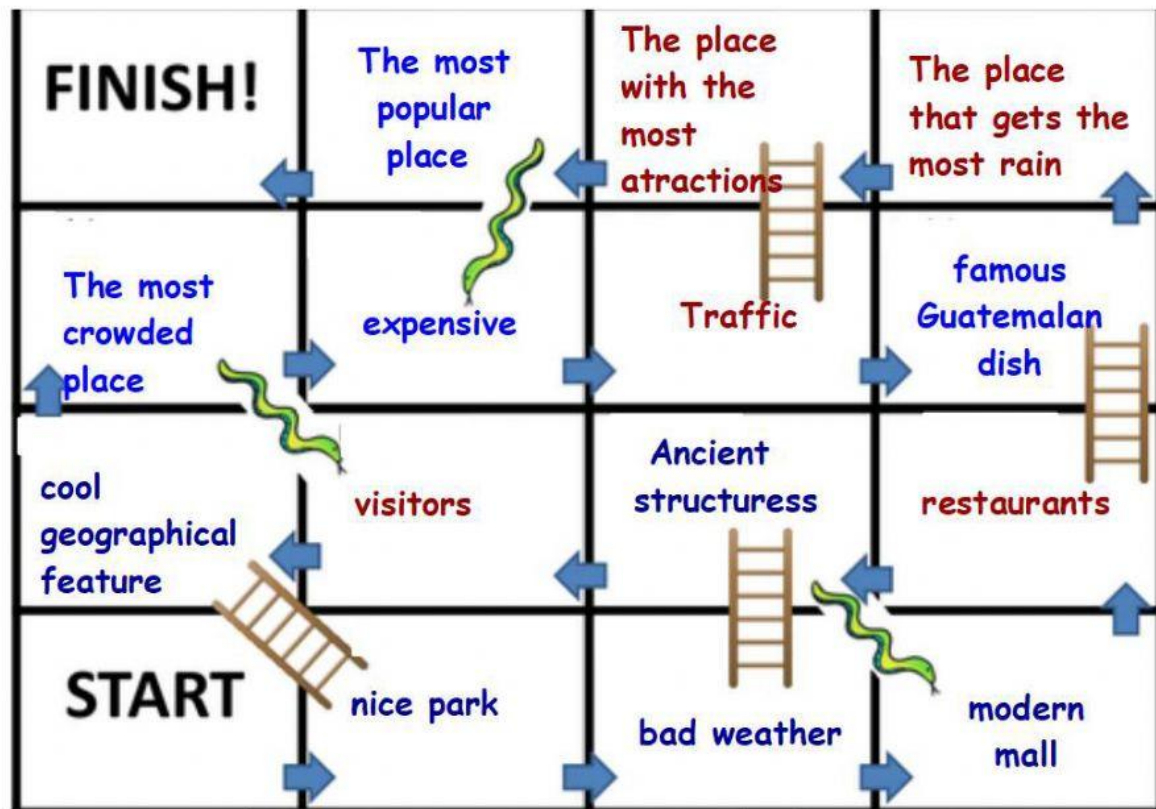 FINISH!
The most
popular
place
The place
with the
most
atractions
The place
that gets the
most rain
The most
crowded
place
expensive
Traffic
famous
Guatemalan
dish
cool
geographical
feature
visitors
Ancient
structuress
restaurants
START
nice park
bad weather
modern
mall